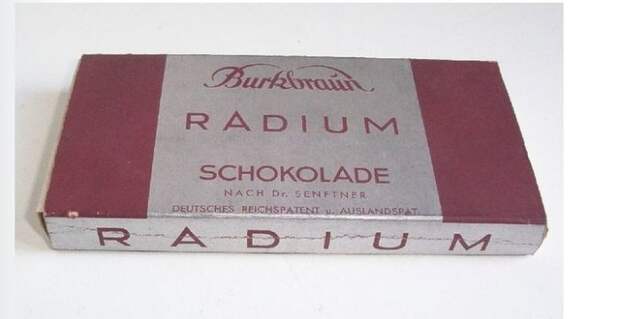 Burkbraun
RADIUM
SCHOKOLADE
NACH Dr. SENFTNER
DEUTSCHES REICHSPATENT u. AUSLANDSPAT.
RADIUM